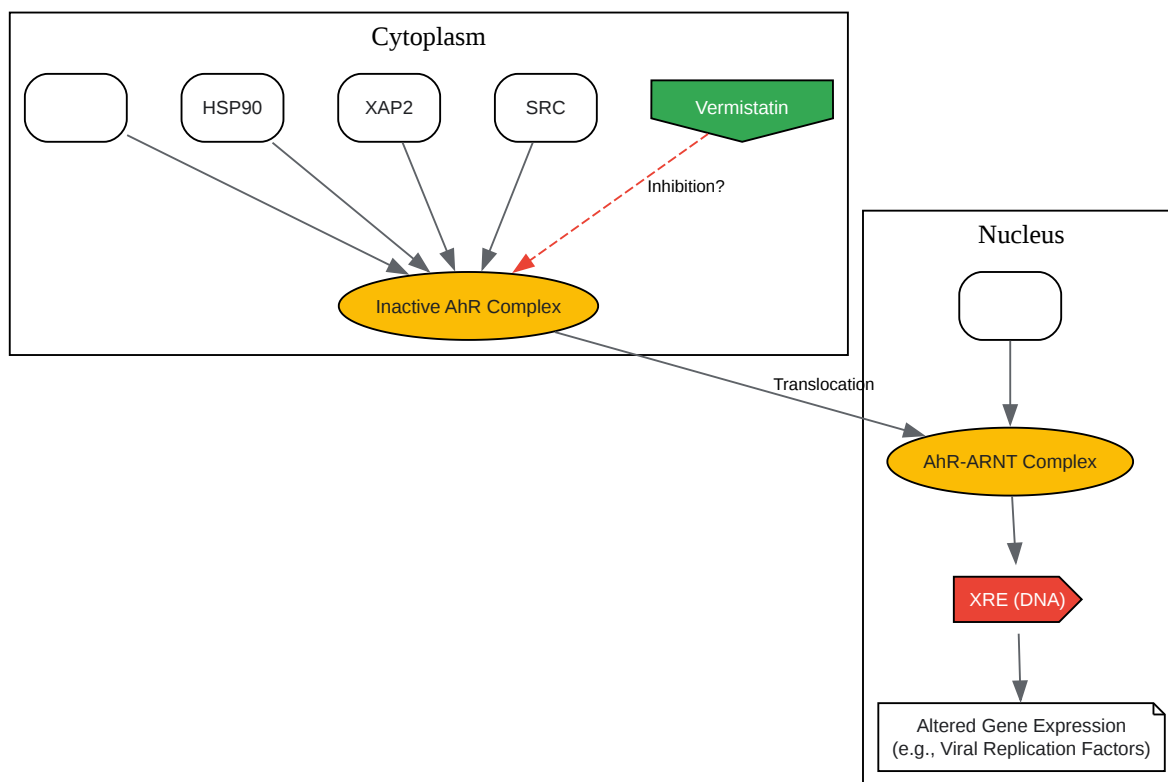 Cytoplasm
HSP90
XAP2
SRC
Vermistatin
Inhibition?
Inactive AhR Complex
Nucleus
Translocation
AhR-ARNT Complex
XRE (DNA)
Altered Gene Expression
(e.g., Viral Replication Factors)